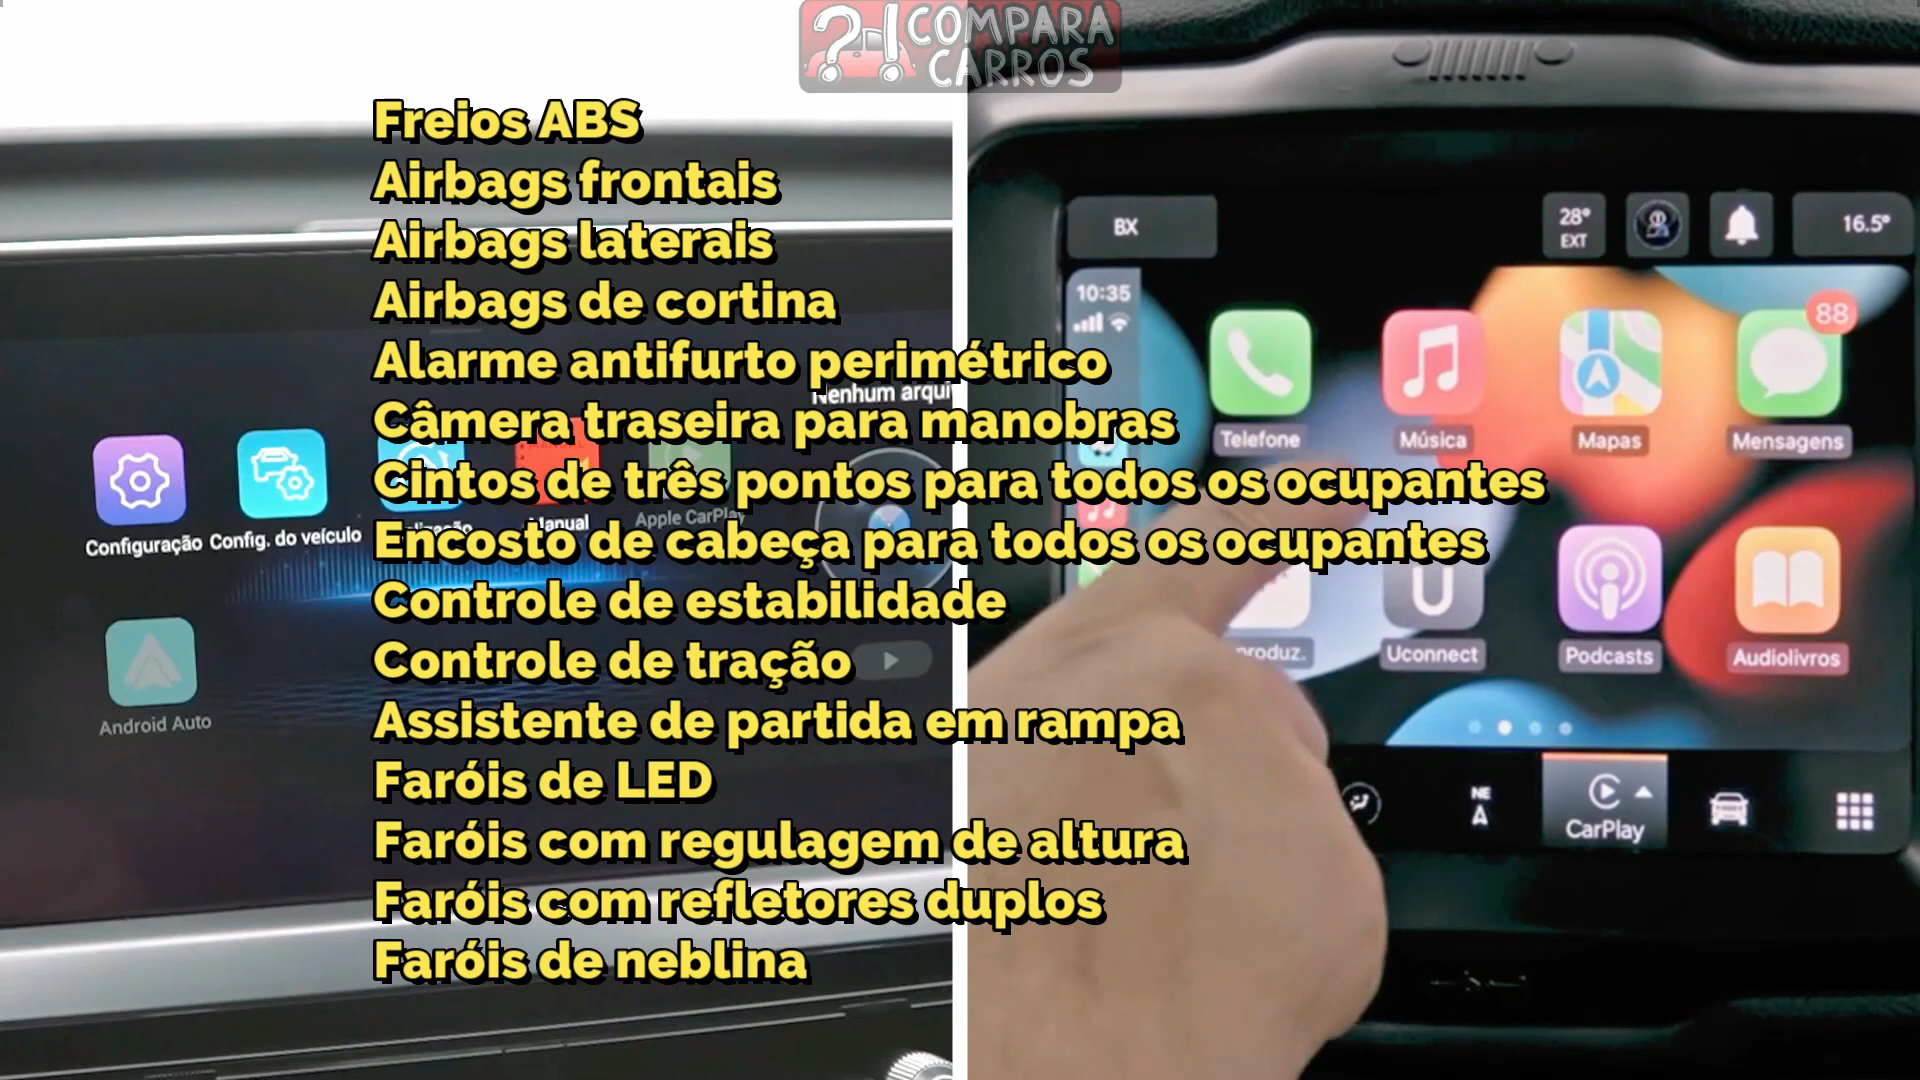 COMPARA
CARROS
Freios ABS
Airbags frontais
Airbags laterais
Airbags de cortina
Alarme antifurto perimétrico
Câmera traseira para manobras
Cintos de três pontos para todos os ocupantes
Encosto de cabeça para todos os ocupantes
Controle de estabilidade
Controle de tração
Assistente de partida em rampa
Faróis de LED
Faróis com regulagem de altura
Faróis com refletores duplos
Faróis de neblina
Nenhum arqui
Configuração
Config. do veículo
Manual
Apple CarPlay
Android Auto
BX
28°
EXT
16.5°
10:35
88
Telefone
Música
Mapas
Mensagens
Uconnect
Podcasts
Audiolivros
NE
A
CarPlay